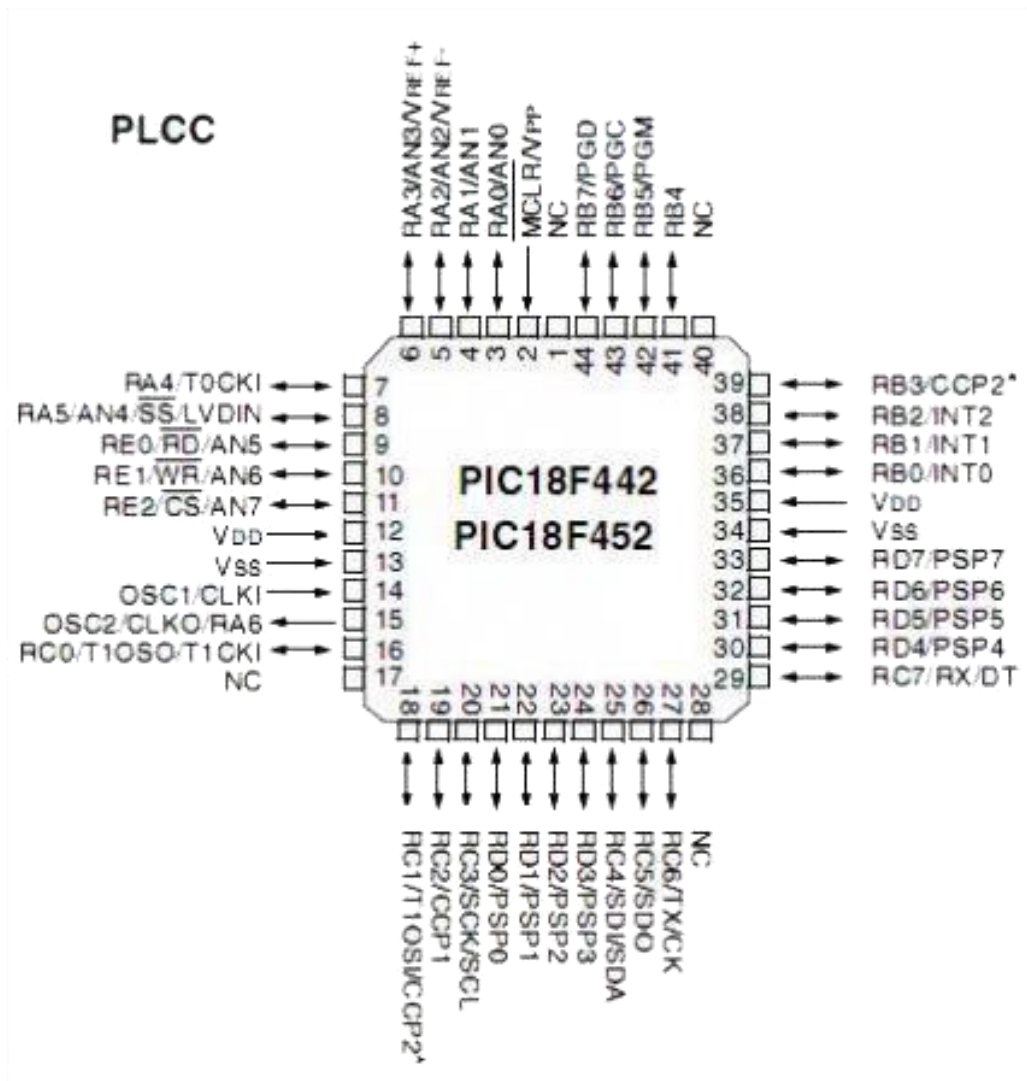 PLCC
RA3/AN3/VREF+
RA2/AN2/VREF-
RA1/AN1
RA0/AN0
MCLR/VPP
NC
RB7/PGD
RB6/PGC
RB5/PGM
RB4
NC
6 5 4 3 2 1 44 43 42 41 40
RA4/T0CKI 7
RA5/AN4/SS/LVDIN 8
RE0/RD/AN5 9
RE1/WR/AN6 10
RE2/CS/AN7 11
VDD 12
VSS 13
OSC1/CLKI 14
OSC2/CLKO/RA6 15
RC0/T1OSO/T1CKI 16
NC 17
PIC18F442
PIC18F452
39 RB3/CCP2*
38 RB2/INT2
37 RB1/INT1
36 RB0/INT0
35 VDD
34 VSS
33 RD7/PSP7
32 RD6/PSP6
31 RD5/PSP5
30 RD4/PSP4
29 RC7/RX/DT
18 19 20 21 22 23 24 25 26 27 28
RC1/T1OSI/CCP2*
RC2/CCP1
RC3/SCK/SCL
RD0/PSP0
RD1/PSP1
RD2/PSP2
RD3/PSP3
RC4/SDI/SDA
RC5/SDO
RC6/TX/CK
NC